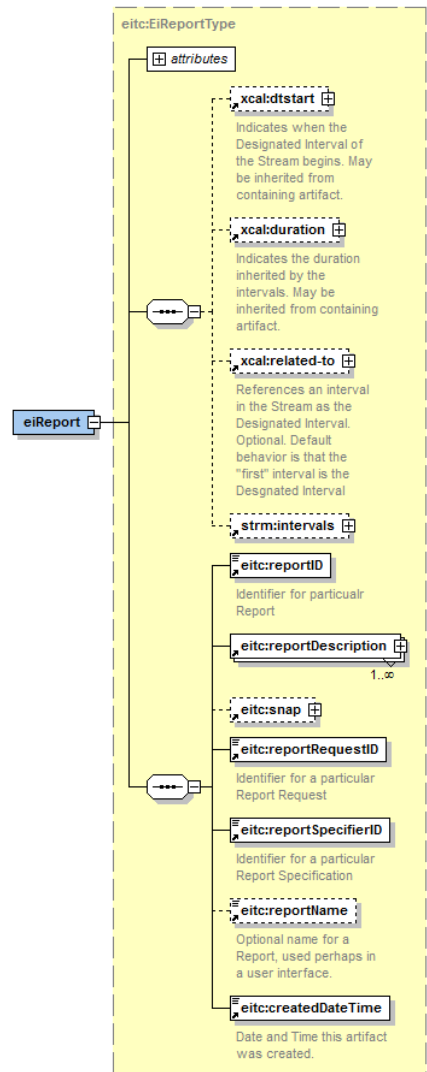 eitc:EiReportType
attributes
xcal:dtstart
Indicates when the
Designated Interval of
the Stream begins. May
be inherited from
containing artifact.
xcal:duration
Indicates the duration
inherited by the
intervals. May be
inherited from containing
artifact.
xcal:related-to
References an interval
in the Stream as the
Designated Interval.
Optional. Default
behavior is that the
"first" interval is the
Desgnated Interval
eiReport
strm:intervals
eitc:reportID
Identifier for particualr
Report
eitc:reportDescription
1..∞
eitc:snap
eitc:reportRequestID
Identifier for a particular
Report Request
eitc:reportSpecifierID
Identifier for a particular
Report Specification
eitc:reportName
Optional name for a
Report, used perhaps in
a user interface.
eitc:createdDateTime
Date and Time this artifact
was created.